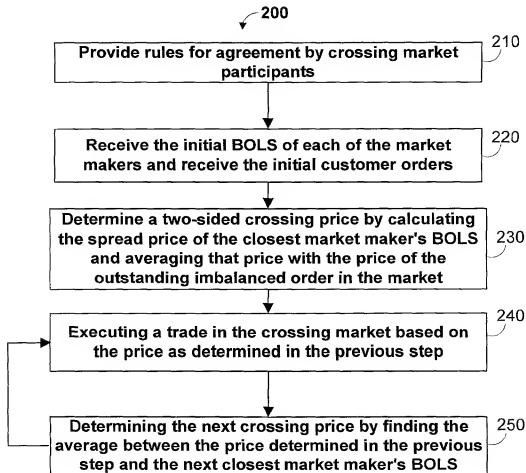 200
Provide rules for agreement by crossing market
participants
210
Receive the initial BOLS of each of the market
makers and receive the initial customer orders
220
Determine a two-sided crossing price by calculating
the spread price of the closest market maker's BOLS
and averaging that price with the price of the
outstanding imbalanced order in the market
230
Executing a trade in the crossing market based on
the price as determined in the previous step
240
Determining the next crossing price by finding the
average between the price determined in the previous
step and the next closest market maker's BOLS
250